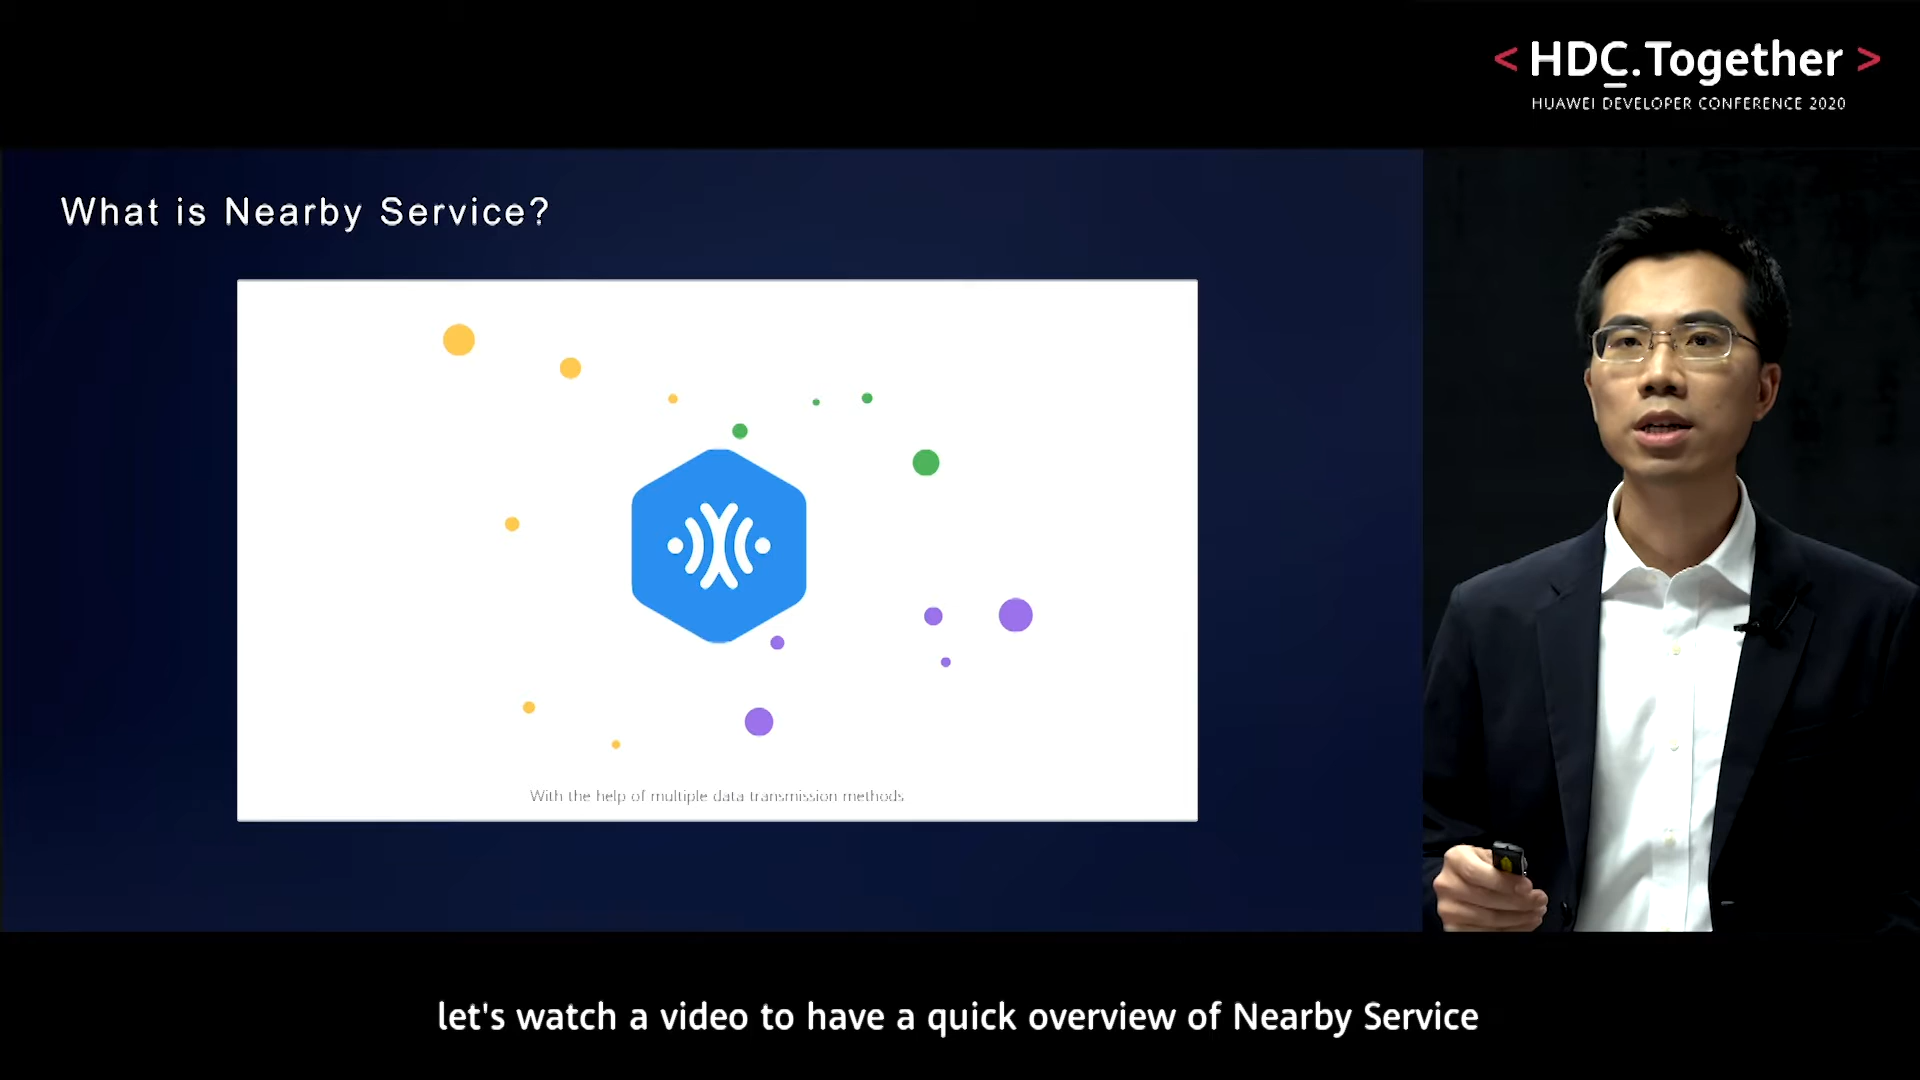 < HDC.Together >
HUAWEI DEVELOPER CONFERENCE 2020
What is Nearby Service?
With the help of multiple data transmission methods
let's watch a video to have a quick overview of Nearby Service